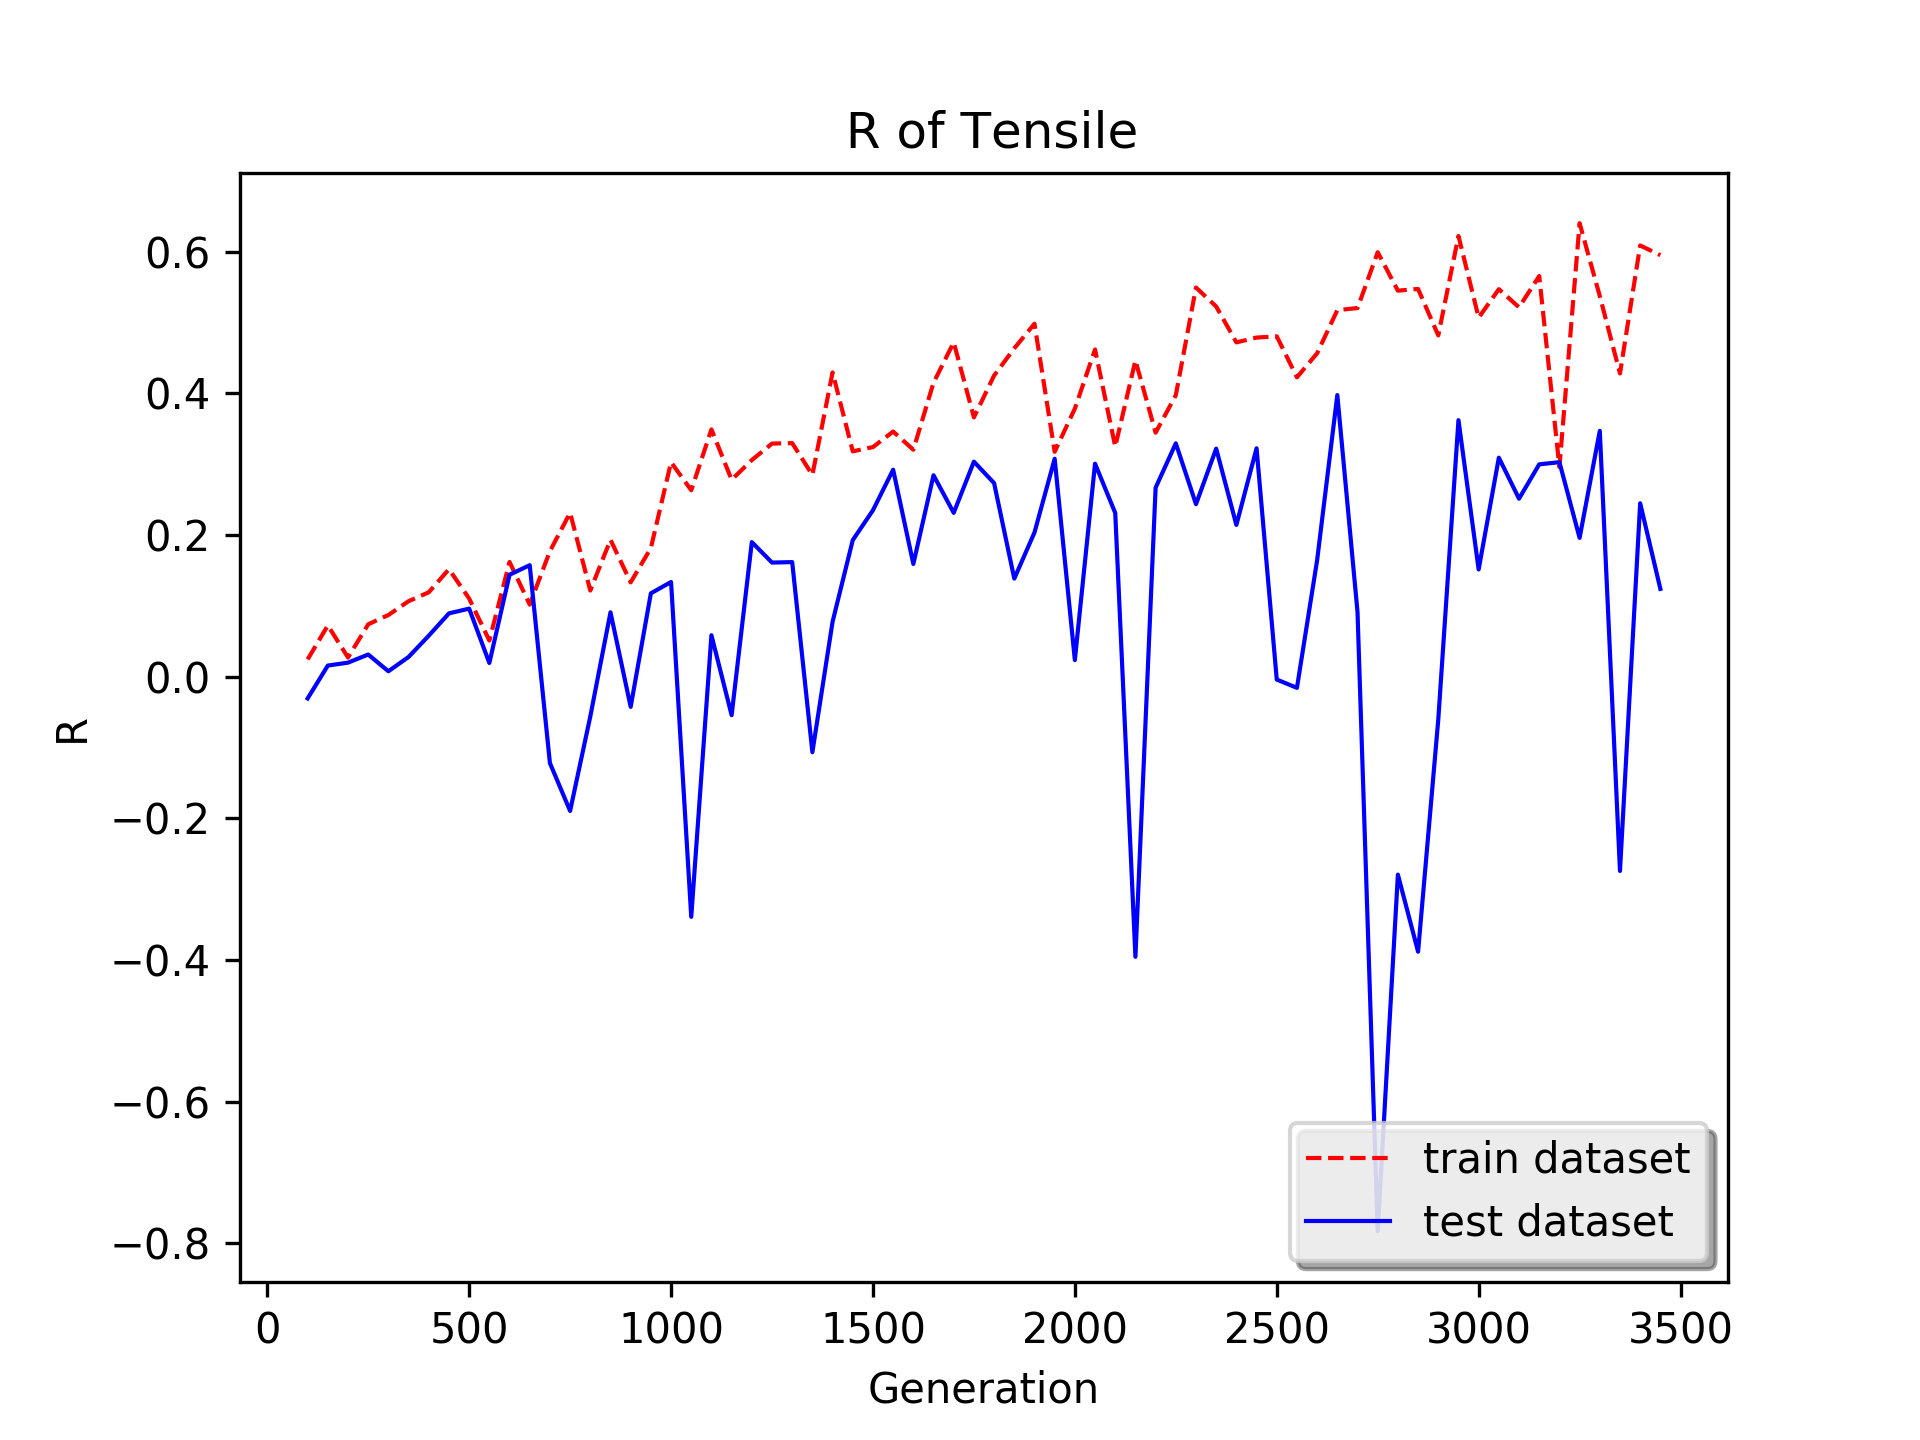 R of Tensile
R
0.6
0.4
0.2
0.0
−0.2
−0.4
−0.6
−0.8
train dataset
test dataset
0 500 1000 1500 2000 2500 3000 3500
Generation